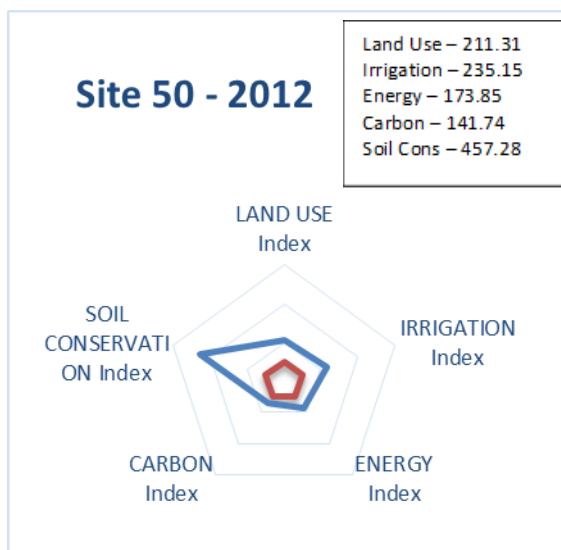 Site 50 - 2012
Land Use – 211.31
Irrigation – 235.15
Energy – 173.85
Carbon – 141.74
Soil Cons – 457.28
LAND USE
Index
IRRIGATION
Index
ENERGY
Index
CARBON
Index
SOIL
CONSERVATI
ON Index